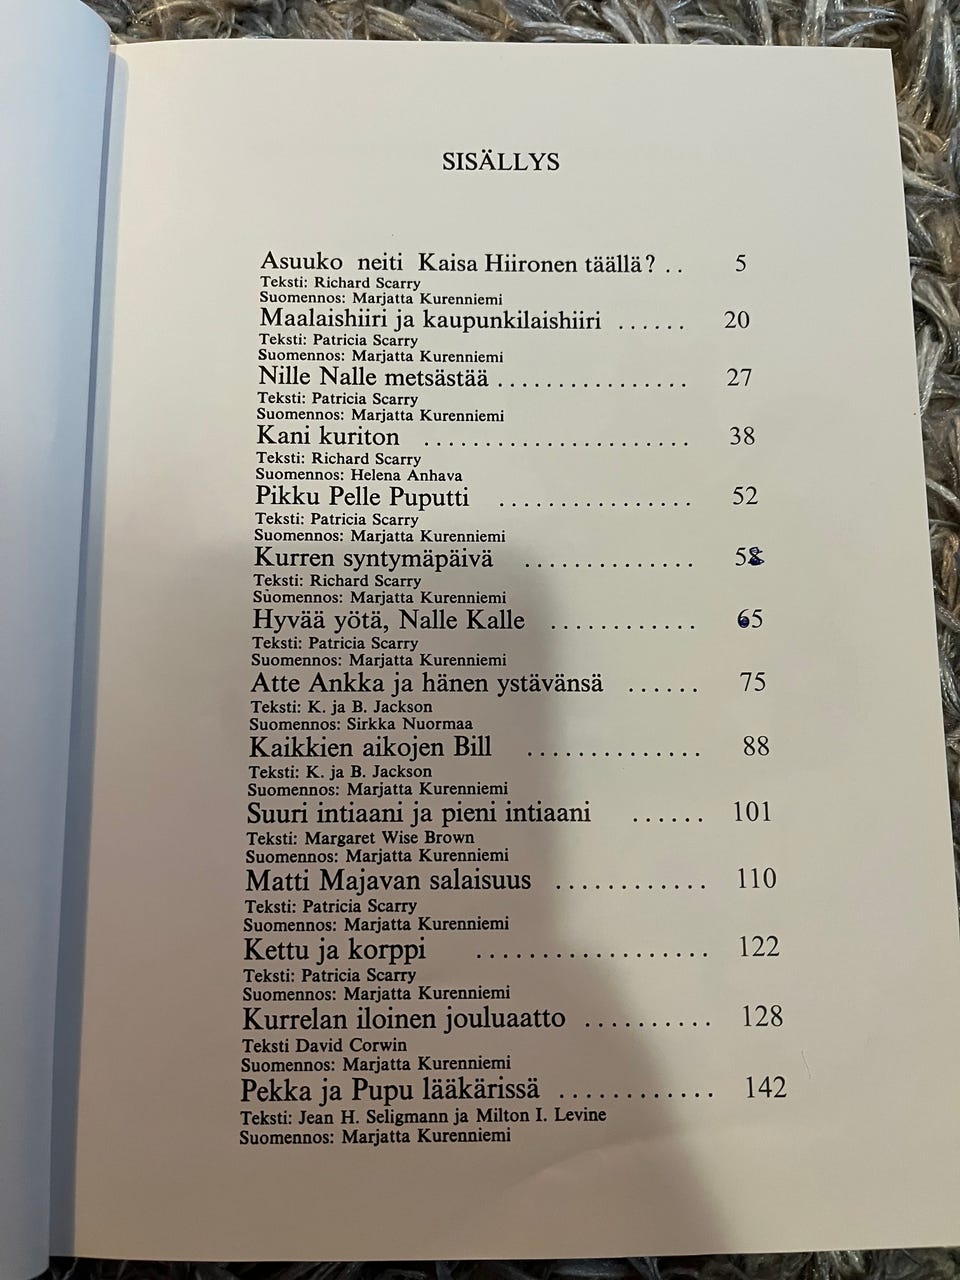 SISÄLLYS
Asuuko neiti Kaisa Hiironen täällä? .. 5
Teksti: Richard Scarry
Suomennos: Marjatta Kurenniemi
Maalaishiiri ja kaupunkilaishiiri ...... 20
Teksti: Patricia Scarry
Suomennos: Marjatta Kurenniemi
Nille Nalle metsästää ................ 27
Teksti: Patricia Scarry
Suomennos: Marjatta Kurenniemi
Kani kuriton ...................... 38
Teksti: Richard Scarry
Suomennos: Helena Anhava
Pikku Pelle Puputti ................ 52
Teksti: Patricia Scarry
Suomennos: Marjatta Kurenniemi
Kurren syntymäpäivä .............. 58
Teksti: Richard Scarry
Suomennos: Marjatta Kurenniemi
Hyvää yötä, Nalle Kalle ............ 65
Teksti: Patricia Scarry
Suomennos: Marjatta Kurenniemi
Atte Ankka ja hänen ystävänsä ...... 75
Teksti: K. ja B. Jackson
Suomennos: Sirkka Nuormaa
Kaikkien aikojen Bill .............. 88
Teksti: K. ja B. Jackson
Suomennos: Marjatta Kurenniemi
Suuri intiaani ja pieni intiaani ...... 101
Teksti: Margaret Wise Brown
Suomennos: Marjatta Kurenniemi
Matti Majavan salaisuus ............ 110
Teksti: Patricia Scarry
Suomennos: Marjatta Kurenniemi
Kettu ja korppi .................. 122
Teksti: Patricia Scarry
Suomennos: Marjatta Kurenniemi
Kurrelan iloinen jouluaatto .......... 128
Teksti David Corwin
Suomennos: Marjatta Kurenniemi
Pekka ja Pupu lääkärissä ............ 142
Teksti: Jean H. Seligmann ja Milton I. Levine
Suomennos: Marjatta Kurenniemi